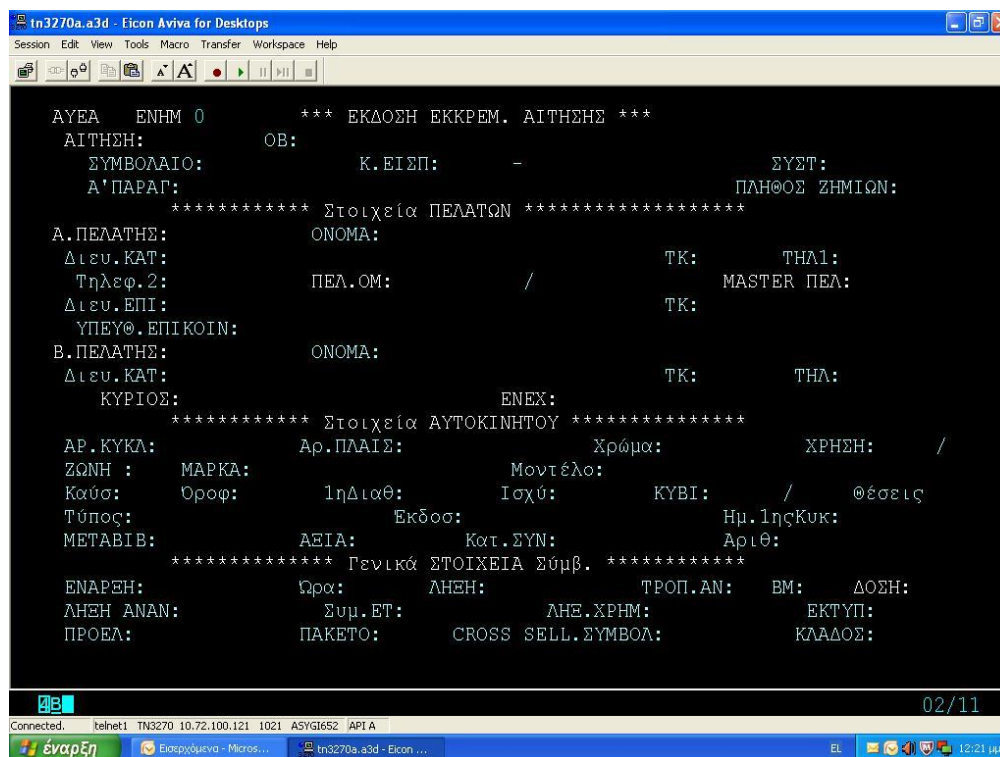 tn3270a.a3d - Eicon Aviva for Desktops
Session Edit View Tools Macro Transfer Workspace Help
ΑΥΕΑ ΕΝΗΜ 0 *** ΕΚΔΟΣΗ ΕΚΚΡΕΜ. ΑΙΤΗΣΗΣ ***
ΑΙΤΗΣΗ: ΟΒ:
ΣΥΜΒΟΛΑΙΟ: Κ.ΕΙΣΠ: - ΣΥΣΤ:
Α'ΠΑΡΑΓ: ΠΛΗΘΟΣ ΖΗΜΙΩΝ:
************ Στοιχεία ΠΕΛΑΤΩΝ *******************
Α.ΠΕΛΑΤΗΣ: ΟΝΟΜΑ:
Διευ.ΚΑΤ: ΤΚ: ΤΗΛ1:
Τηλεφ.2: ΠΕΛ.ΟΜ: / MASTER ΠΕΛ:
Διευ.ΕΠΙ: ΤΚ:
ΥΠΕΥΘ.ΕΠΙΚΟΙΝ:
Β.ΠΕΛΑΤΗΣ: ΟΝΟΜΑ:
Διευ.ΚΑΤ: ΤΚ: ΤΗΛ:
ΚΥΡΙΟΣ: ΕΝΕΧ:
************ Στοιχεία ΑΥΤΟΚΙΝΗΤΟΥ ***************
ΑΡ.ΚΥΚΛ: Αρ.ΠΛΑΙΣ: Χρώμα: ΧΡΗΣΗ: /
ΖΩΝΗ : ΜΑΡΚΑ: Μοντέλο:
Καύσ: Όροφ: 1ηΔιαθ: Ισχύ: ΚΥΒΙ: / Θέσεις
Τύπος: Έκδοσ: Ημ.1ηςΚυκ:
ΜΕΤΑΒΙΒ: ΑΞΙΑ: Κατ.ΣΥΝ: Αριθ:
************** Γενικά ΣΤΟΙΧΕΙΑ Σύμβ. ************
ΕΝΑΡΞΗ: Ώρα: ΛΗΞΗ: ΤΡΟΠ.ΑΝ: ΒΜ: ΔΟΣΗ:
ΛΗΞΗ ΑΝΑΝ: Συμ.ΕΤ: ΛΗΞ.ΧΡΗΜ: ΕΚΤΥΠ:
ΠΡΟΕΛ: ΠΑΚΕΤΟ: CROSS SELL.ΣΥΜΒΟΛ: ΚΛΑΔΟΣ:
4B 02/11
Connected. telnet1 TN3270 10.72.100.121 1021 ASYGI652 API A
έναρξη Εισερχόμενα - Micros... tn3270a.a3d - Eicon ... EL 12:21 μμ